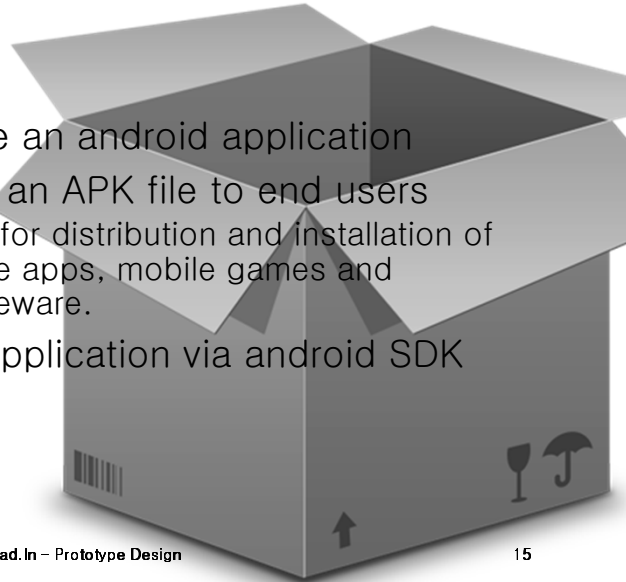 e an android application
an APK file to end users
for distribution and installation of
e apps, mobile games and
eware.
pplication via android SDK
ad.In – Prototype Design 15